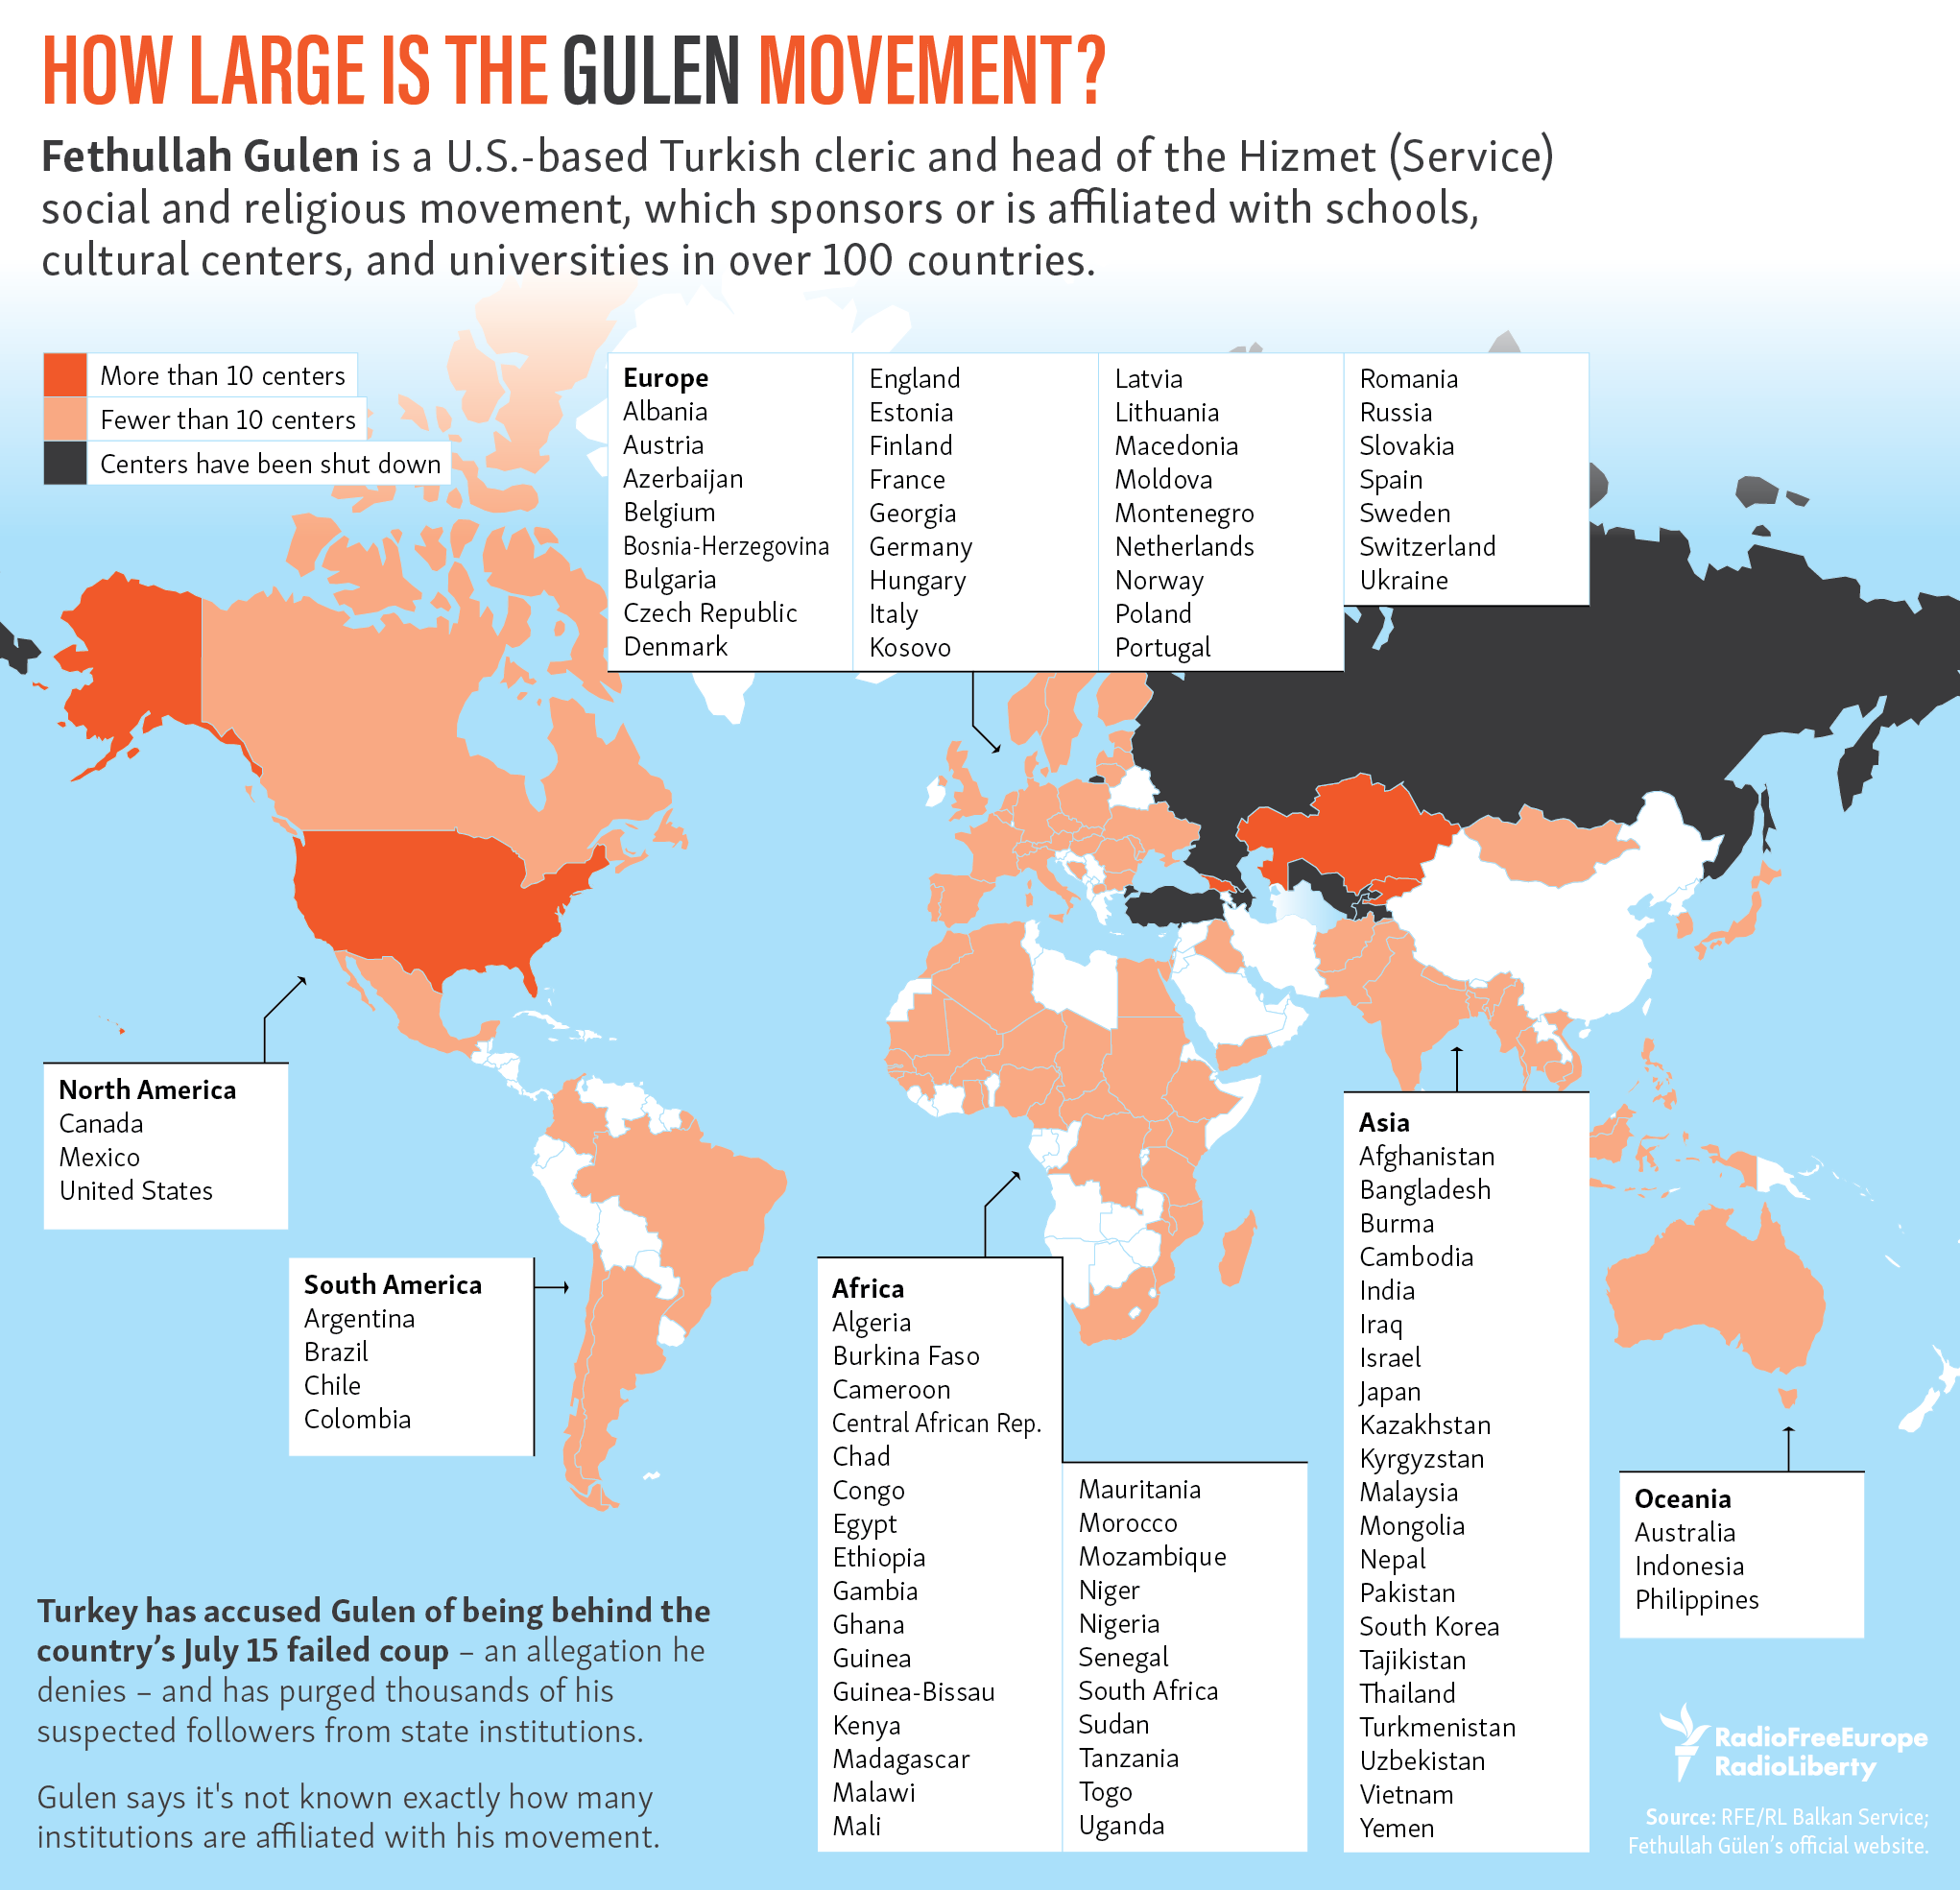 HOW LARGE IS THE GULEN MOVEMENT?
Fethullah Gulen is a U.S.-based Turkish cleric and head of the Hizmet (Service)
social and religious movement, which sponsors or is affiliated with schools,
cultural centers, and universities in over 100 countries.
More than 10 centers
Fewer than 10 centers
Centers have been shut down
Europe
Albania
Austria
Azerbaijan
Belgium
Bosnia-Herzegovina
Bulgaria
Czech Republic
Denmark
England
Estonia
Finland
France
Georgia
Germany
Hungary
Italy
Kosovo
Latvia
Lithuania
Macedonia
Moldova
Montenegro
Netherlands
Norway
Poland
Portugal
Romania
Russia
Slovakia
Spain
Sweden
Switzerland
Ukraine
North America
Canada
Mexico
United States
South America
Argentina
Brazil
Chile
Colombia
Africa
Algeria
Burkina Faso
Cameroon
Central African Rep.
Chad
Congo
Egypt
Ethiopia
Gambia
Ghana
Guinea
Guinea-Bissau
Kenya
Madagascar
Malawi
Mali
Mauritania
Morocco
Mozambique
Niger
Nigeria
Senegal
South Africa
Sudan
Tanzania
Togo
Uganda
Asia
Afghanistan
Bangladesh
Burma
Cambodia
India
Iraq
Israel
Japan
Kazakhstan
Kyrgyzstan
Malaysia
Mongolia
Nepal
Pakistan
South Korea
Tajikistan
Thailand
Turkmenistan
Uzbekistan
Vietnam
Yemen
Oceania
Australia
Indonesia
Philippines
Turkey has accused Gulen of being behind the
country’s July 15 failed coup – an allegation he
denies – and has purged thousands of his
suspected followers from state institutions.
Gulen says it's not known exactly how many
institutions are affiliated with his movement.
RadioFreeEurope
RadioLiberty
Source: RFE/RL Balkan Service;
Fethullah Gülen’s official website.